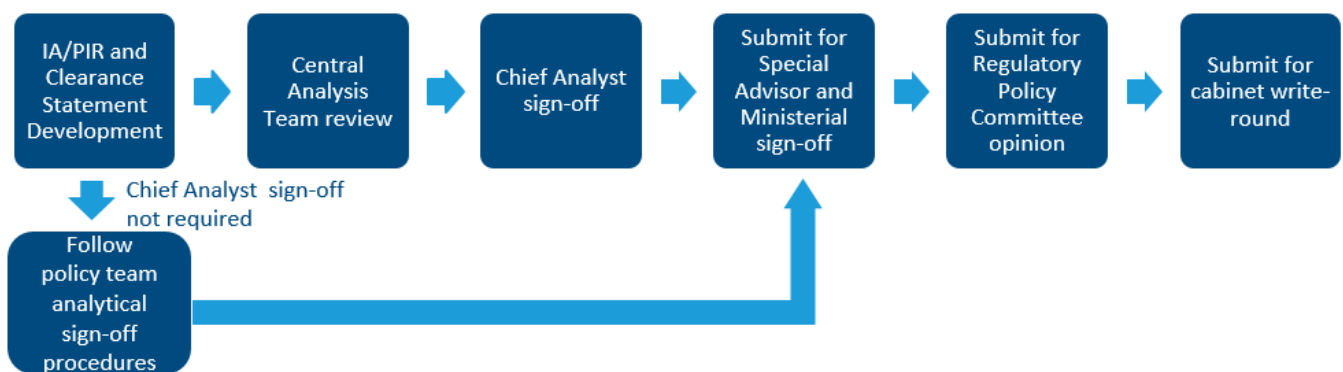 IA/PIR and
Clearance
Statement
Development
Central
Analysis
Team review
Chief Analyst
sign-off
Submit for
Special
Advisor and
Ministerial
sign-off
Submit for
Regulatory
Policy
Committee
opinion
Submit for
cabinet write-
round
Chief Analyst sign-off
not required
Follow
policy team
analytical
sign-off
procedures